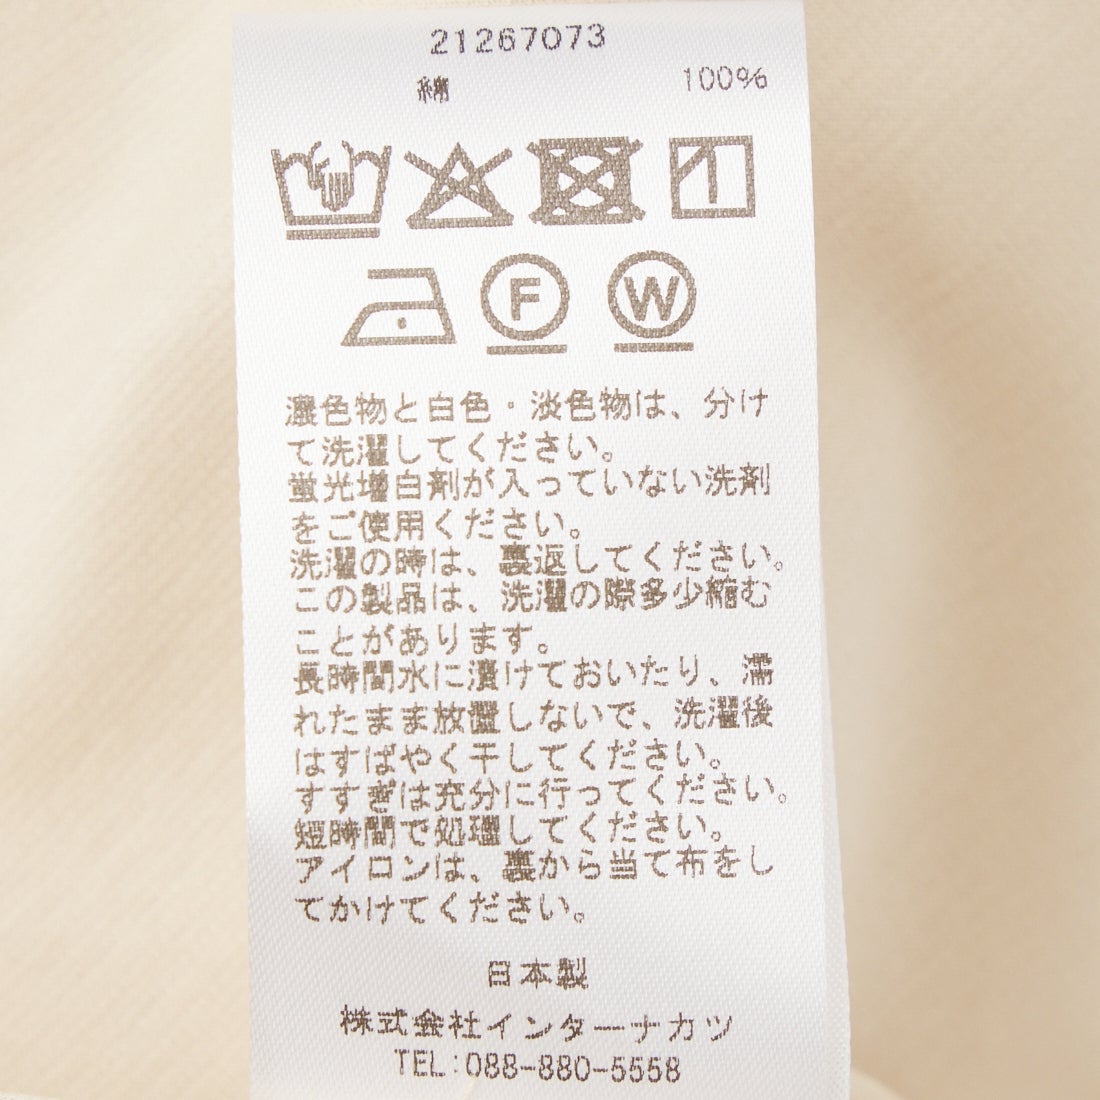 21267073
綿 100%
F W
濃色物と白色・淡色物は、分け
て洗濯してください。
蛍光増白剤が入っていない洗剤
をご使用ください。
洗濯の時は、裏返してください。
この製品は、洗濯の際多少縮む
ことがあります。
長時間水に漬けておいたり、濡
れたまま放置しないで、洗濯後
はすばやく干してください。
すすぎは充分に行ってください。
短時間で処理してください。
アイロンは、裏から当て布をし
てかけてください。
日本製
株式会社インターナカツ
TEL:088-880-5558